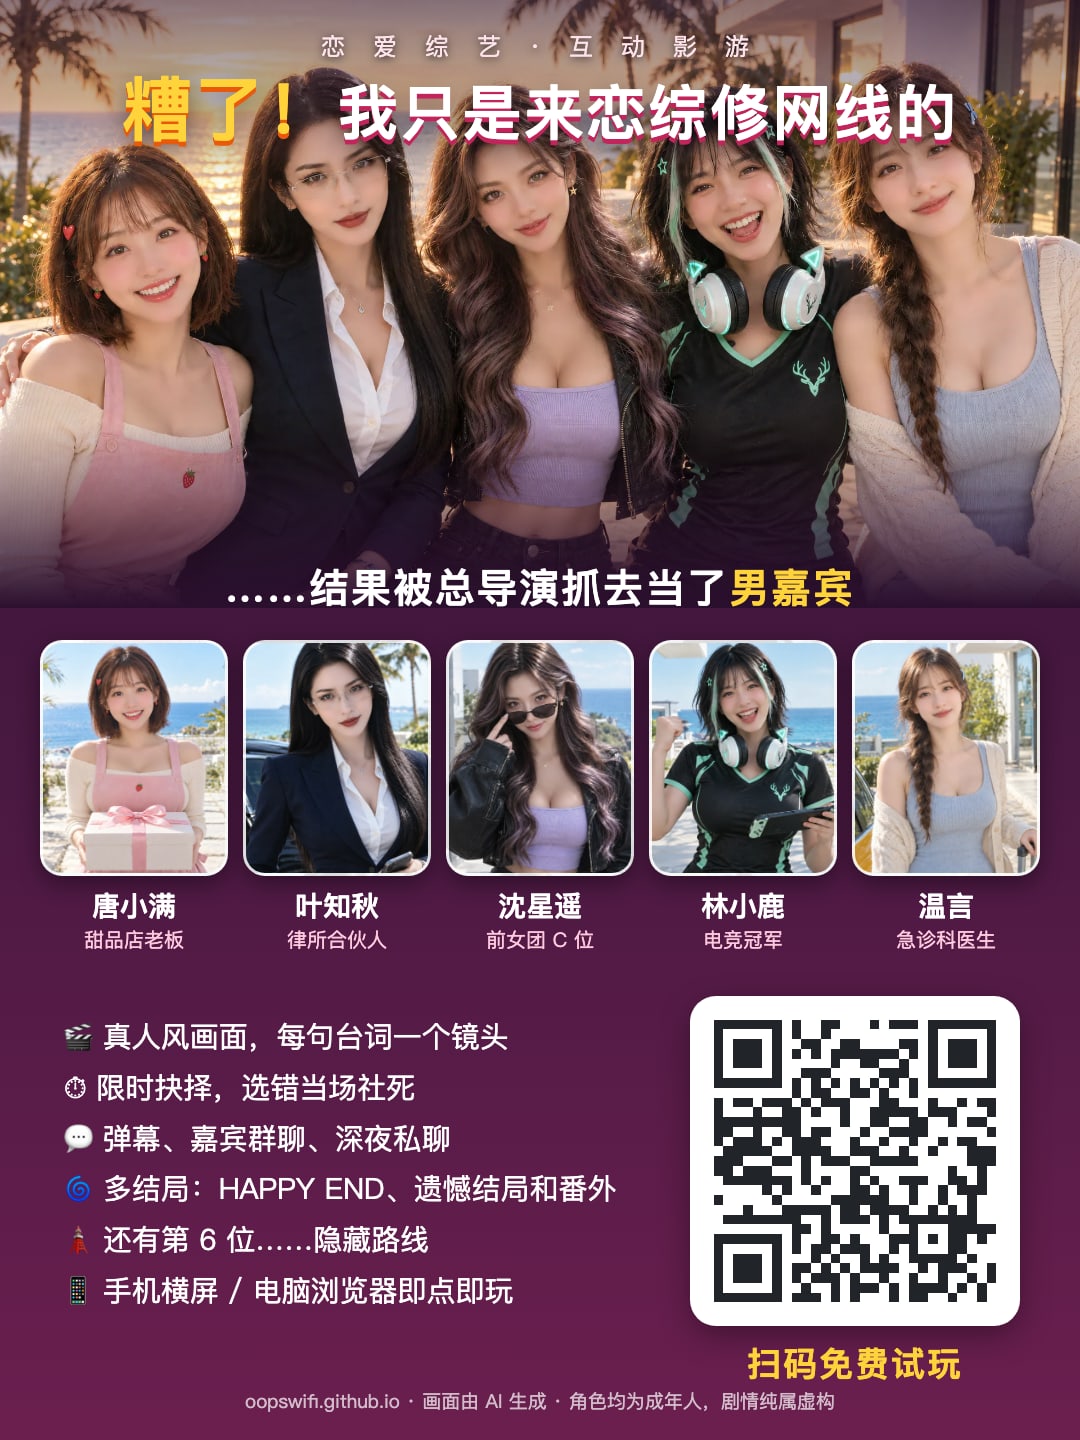 恋爱综艺·互动影游
糟了！我只是来恋综修网线的
……结果被总导演抓去当了男嘉宾
唐小满
甜品店老板
叶知秋
律所合伙人
沈星遥
前女团 C 位
林小鹿
电竞冠军
温言
急诊科医生
🎬 真人风画面，每句台词一个镜头
⏱ 限时抉择，选错当场社死
💬 弹幕、嘉宾群聊、深夜私聊
🌀 多结局：HAPPY END、遗憾结局和番外
🗼 还有第 6 位……隐藏路线
📱 手机横屏 / 电脑浏览器即点即玩
扫码免费试玩
oopswifi.github.io · 画面由 AI 生成 · 角色均为成年人，剧情纯属虚构